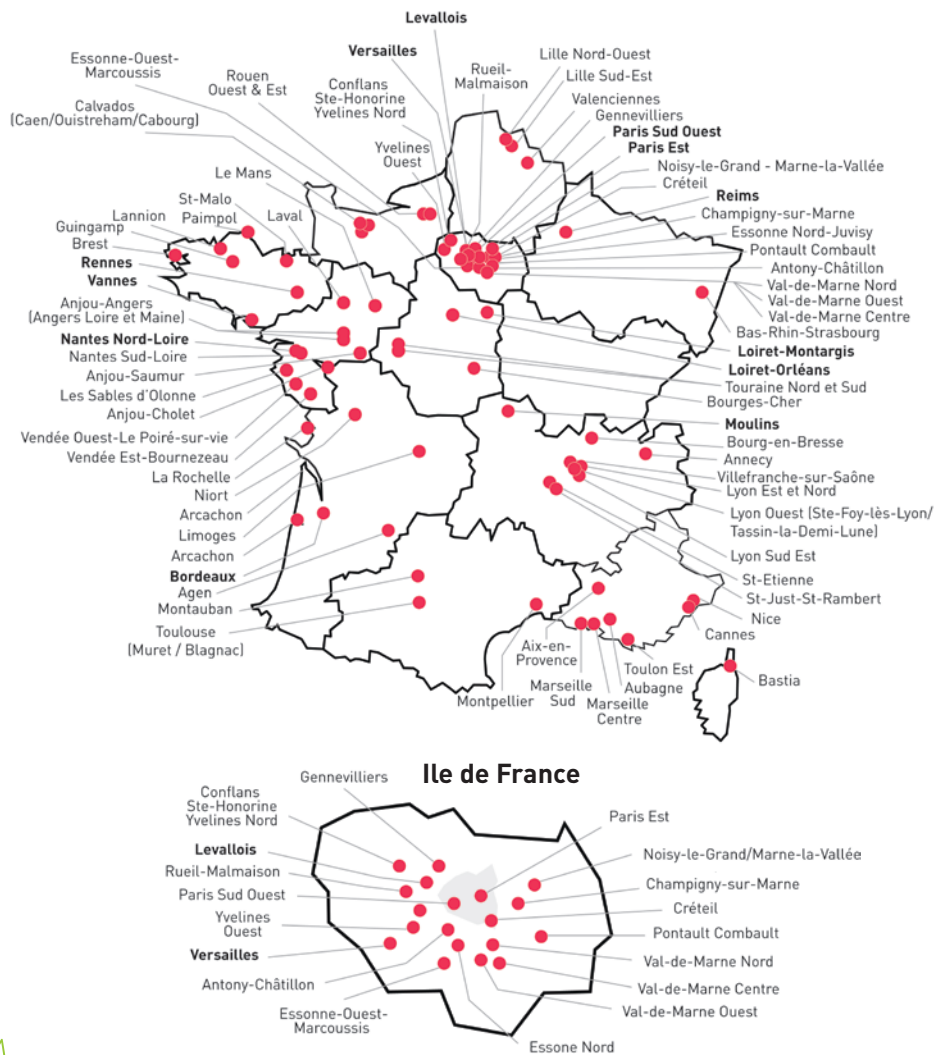 Levallois
Versailles
Essonne-Ouest-
Marcoussis
Rouen
Ouest & Est
Conflans
Ste-Honorine
Yvelines Nord
Rueil-
Malmaison
Lille Nord-Ouest
Lille Sud-Est
Valenciennes
Gennevilliers
Paris Sud Ouest
Paris Est
Calvados
(Caen/Ouistreham/Cabourg)
Yvelines
Ouest
Noisy-le-Grand - Marne-la-Vallée
Créteil
Reims
Le Mans
St-Malo
Lannion
Paimpol
Laval
Guingamp
Brest
Rennes
Vannes
Champigny-sur-Marne
Essonne Nord-Juvisy
Pontault Combault
Antony-Châtillon
Val-de-Marne Nord
Val-de-Marne Ouest
Val-de-Marne Centre
Bas-Rhin-Strasbourg
Anjou-Angers
(Angers Loire et Maine)
Nantes Nord-Loire
Nantes Sud-Loire
Anjou-Saumur
Les Sables d'Olonne
Anjou-Cholet
Vendée Ouest-Le Poiré-sur-vie
Vendée Est-Bournezeau
La Rochelle
Niort
Arcachon
Limoges
Arcachon
Bordeaux
Agen
Montauban
Toulouse
(Muret / Blagnac)
Loiret-Montargis
Loiret-Orléans
Touraine Nord et Sud
Bourges-Cher
Moulins
Bourg-en-Bresse
Annecy
Villefranche-sur-Saône
Lyon Est et Nord
Lyon Ouest (Ste-Foy-lès-Lyon/
Tassin-la-Demi-Lune)
Lyon Sud Est
St-Etienne
St-Just-St-Rambert
Nice
Cannes
Aix-en-
Provence
Toulon Est
Aubagne
Marseille
Sud
Marseille
Centre
Montpellier
Bastia
Ile de France
Gennevilliers
Conflans
Ste-Honorine
Yvelines Nord
Levallois
Rueil-Malmaison
Paris Sud Ouest
Yvelines
Ouest
Versailles
Antony-Châtillon
Essonne-Ouest-
Marcoussis
Paris Est
Noisy-le-Grand/Marne-la-Vallée
Champigny-sur-Marne
Créteil
Pontault Combault
Val-de-Marne Nord
Val-de-Marne Centre
Val-de-Marne Ouest
Essone Nord